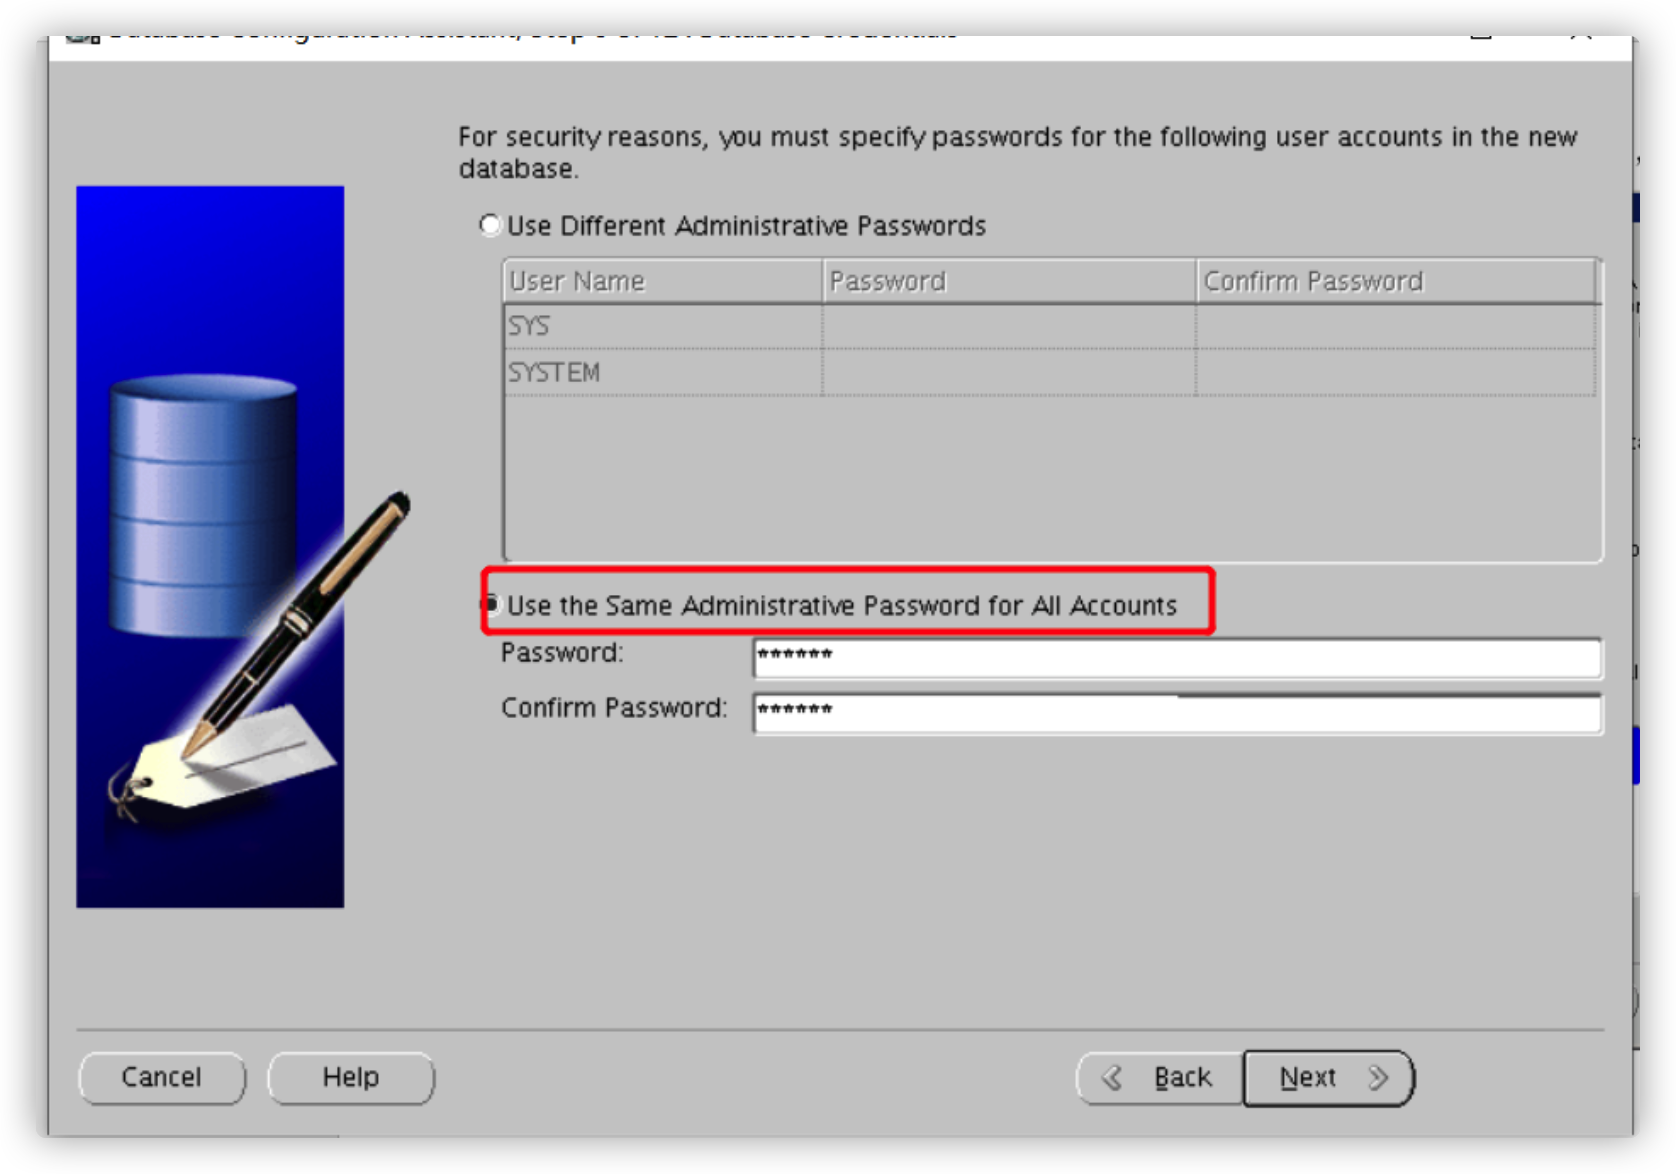 For security reasons, you must specify passwords for the following user accounts in the new
database.
Use Different Administrative Passwords
User Name Password Confirm Password
SYS
SYSTEM
Use the Same Administrative Password for All Accounts
Password: ******
Confirm Password: ******
Cancel Help Back Next